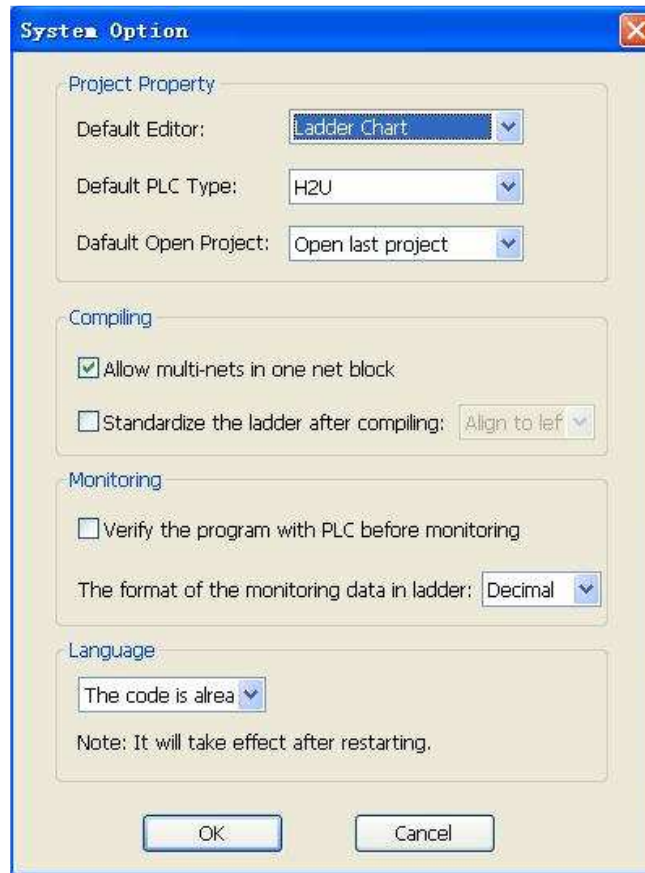 System Option
Project Property
Default Editor: Ladder Chart
Default PLC Type: H2U
Dafault Open Project: Open last project
Compiling
Allow multi-nets in one net block
Standardize the ladder after compiling: Align to lef
Monitoring
Verify the program with PLC before monitoring
The format of the monitoring data in ladder: Decimal
Language
The code is alrea
Note: It will take effect after restarting.
OK Cancel